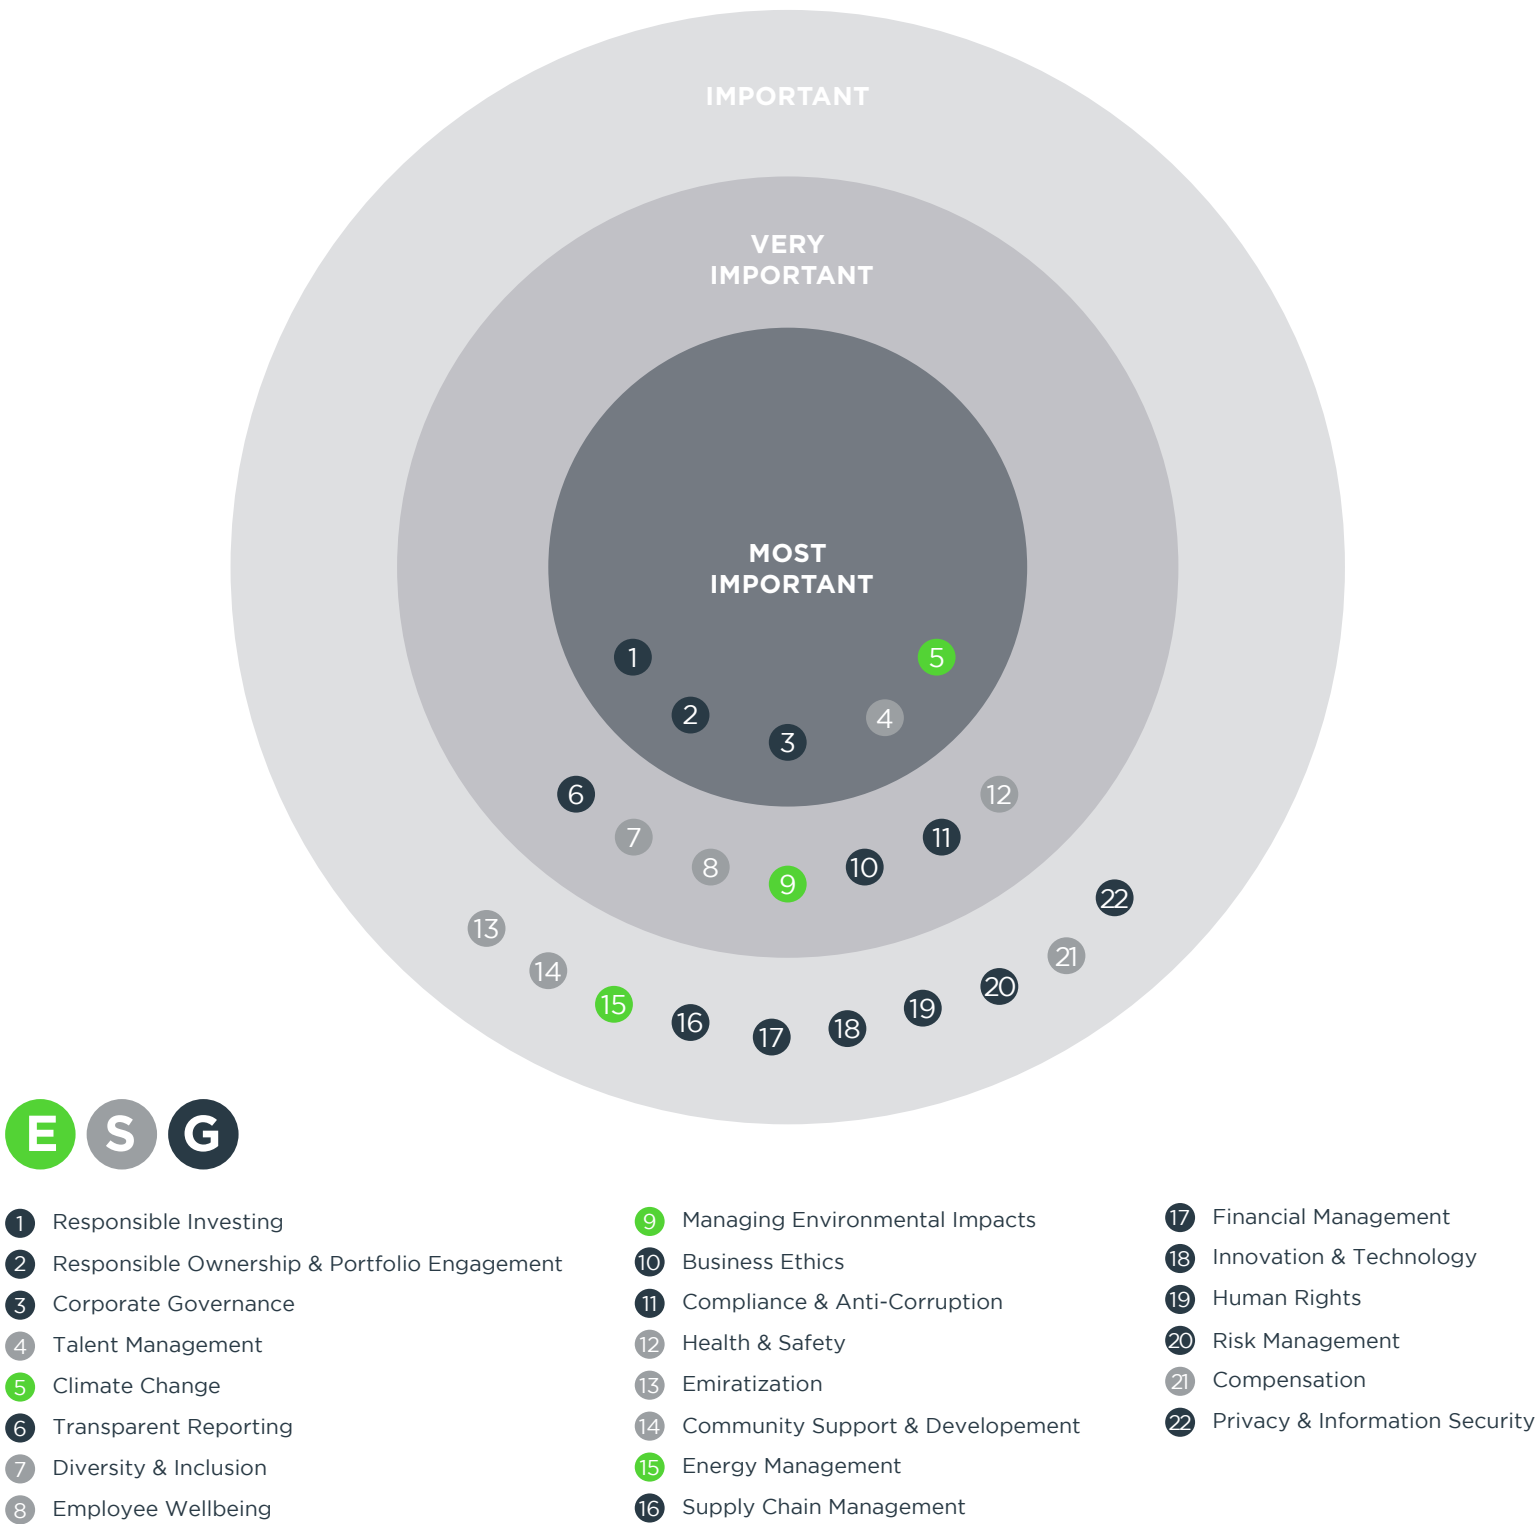 IMPORTANT
VERY
IMPORTANT
MOST
IMPORTANT
1
5
2
4
3
6
12
7
11
8
10
9
22
13
21
14
20
15
19
16
18
17
E S G
1 Responsible Investing
2 Responsible Ownership & Portfolio Engagement
3 Corporate Governance
4 Talent Management
5 Climate Change
6 Transparent Reporting
7 Diversity & Inclusion
8 Employee Wellbeing
9 Managing Environmental Impacts
10 Business Ethics
11 Compliance & Anti-Corruption
12 Health & Safety
13 Emiratization
14 Community Support & Developement
15 Energy Management
16 Supply Chain Management
17 Financial Management
18 Innovation & Technology
19 Human Rights
20 Risk Management
21 Compensation
22 Privacy & Information Security